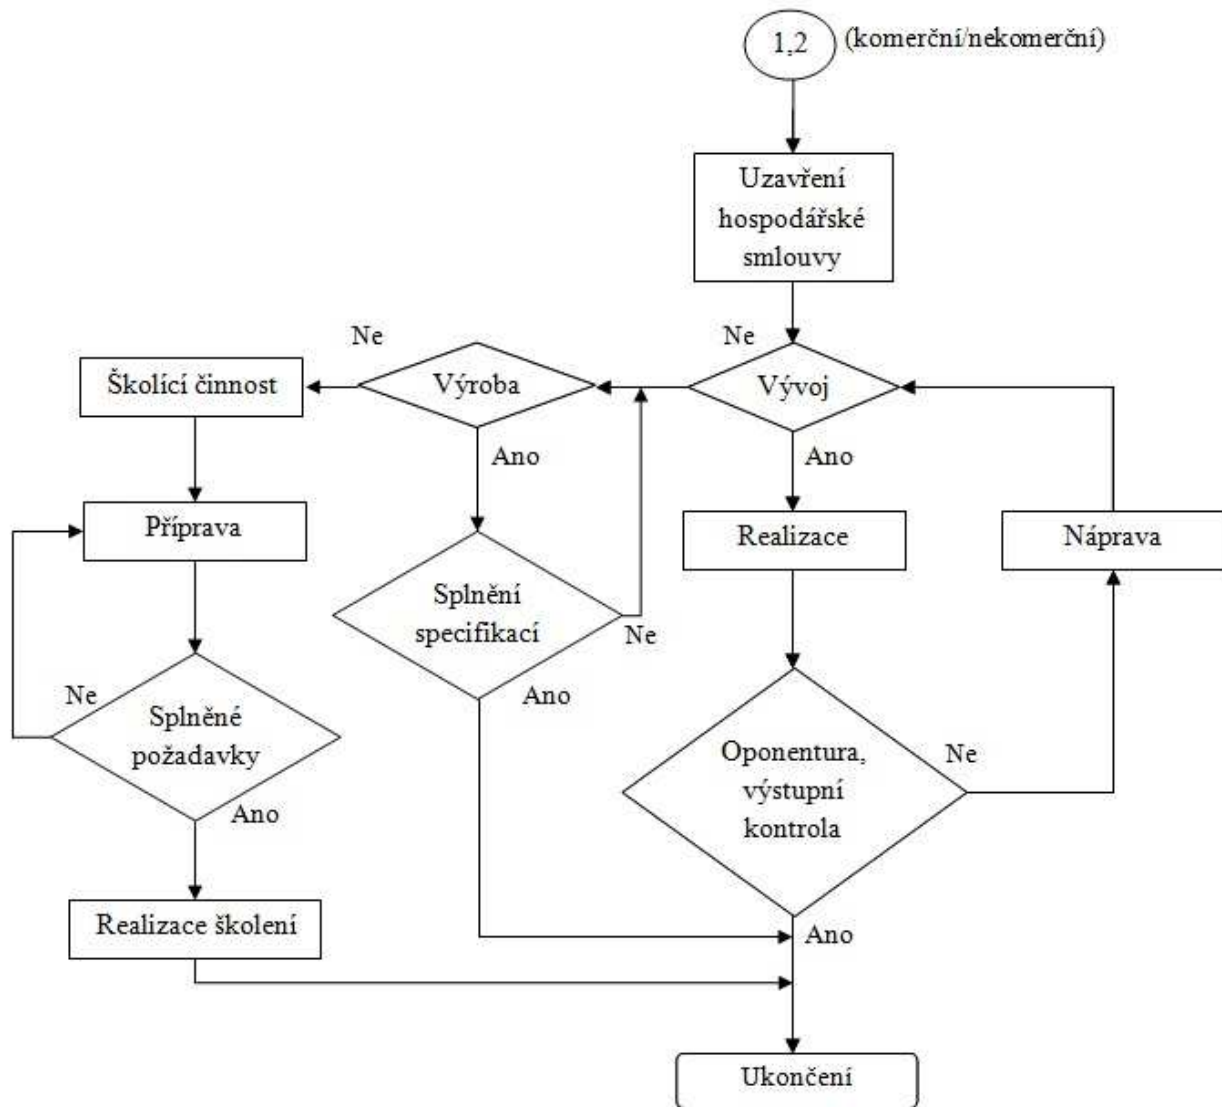 1,2 (komerční/nekomerční)
Uzavření
hospodářské
smlouvy
Ne
Ne
Školící činnost
Výroba
Vývoj
Ano
Ano
Příprava
Realizace
Náprava
Splnění
specifikací
Ne
Ne
Ano
Splněné
požadavky
Oponentura,
výstupní
kontrola
Ne
Ano
Realizace školení
Ano
Ukončení